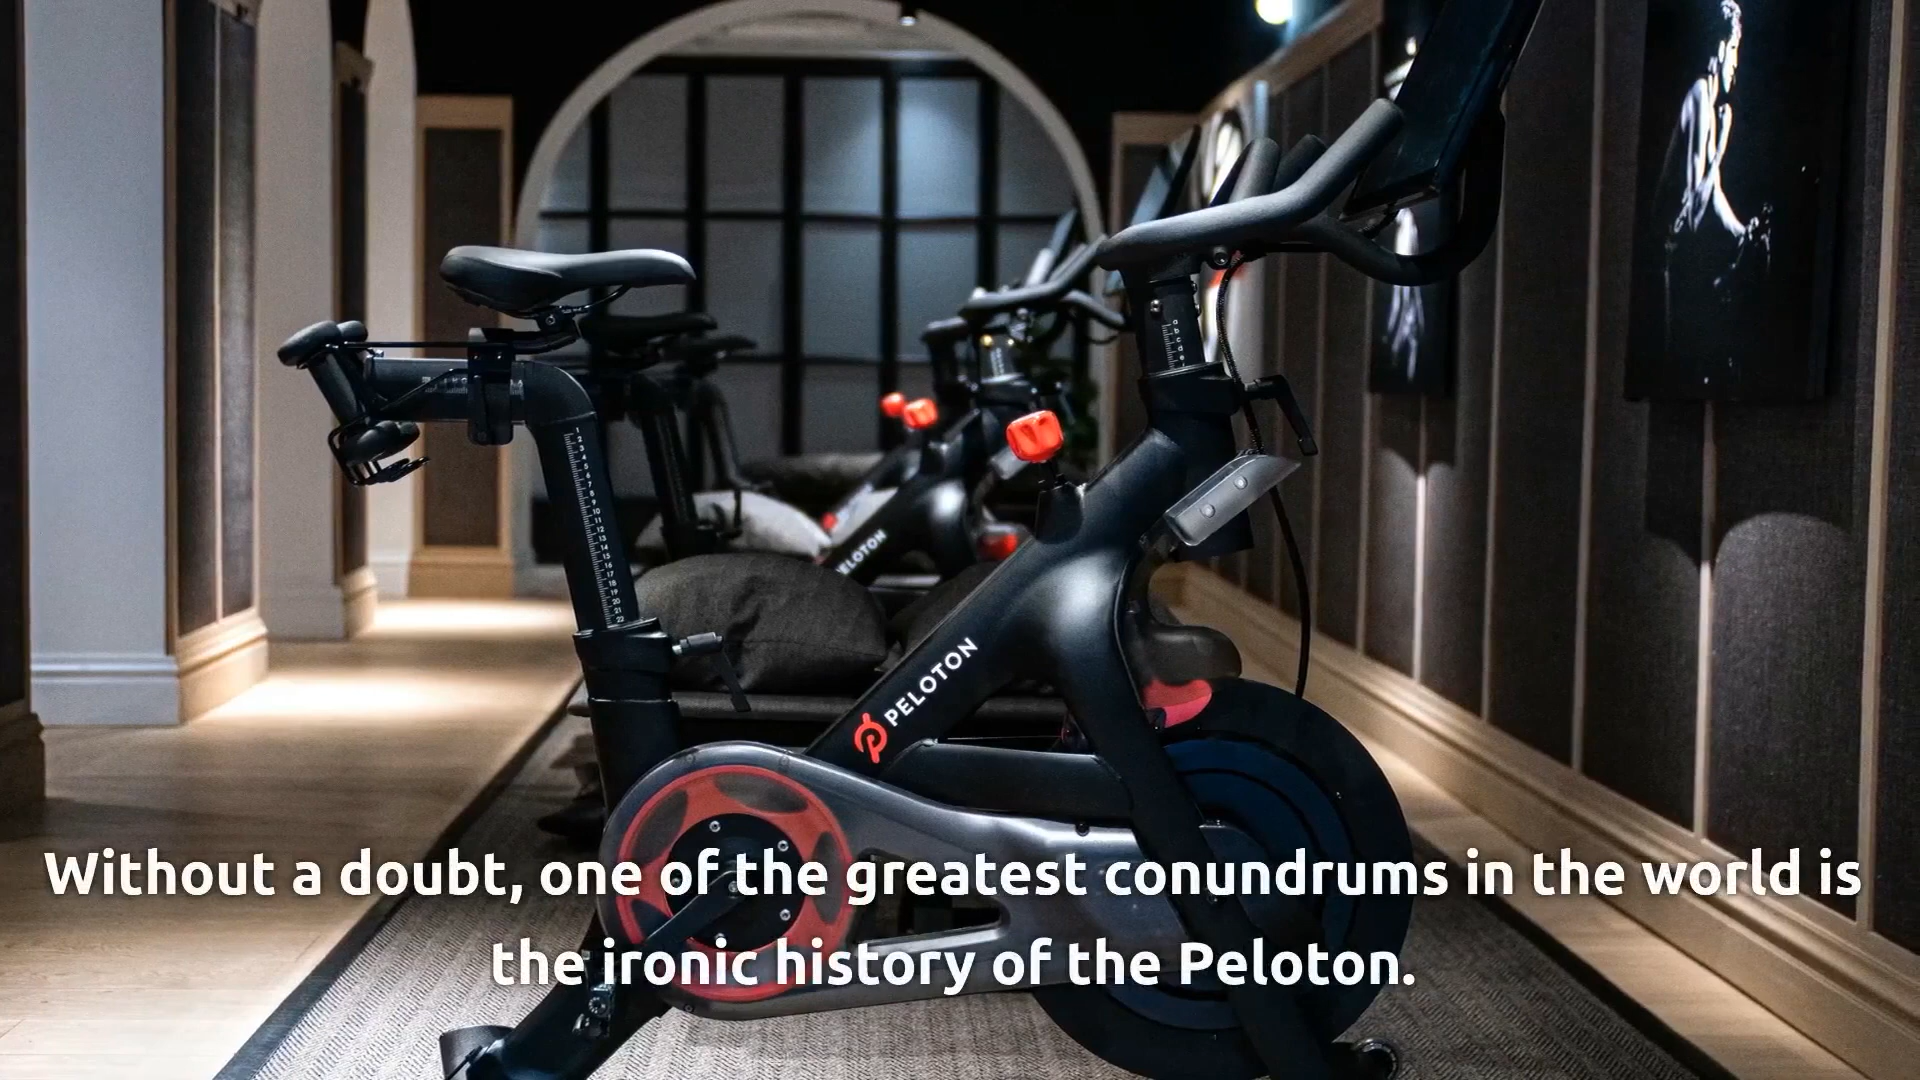 PELOTON
PELOTON
Without a doubt, one of the greatest conundrums in the world is
the ironic history of the Peloton.